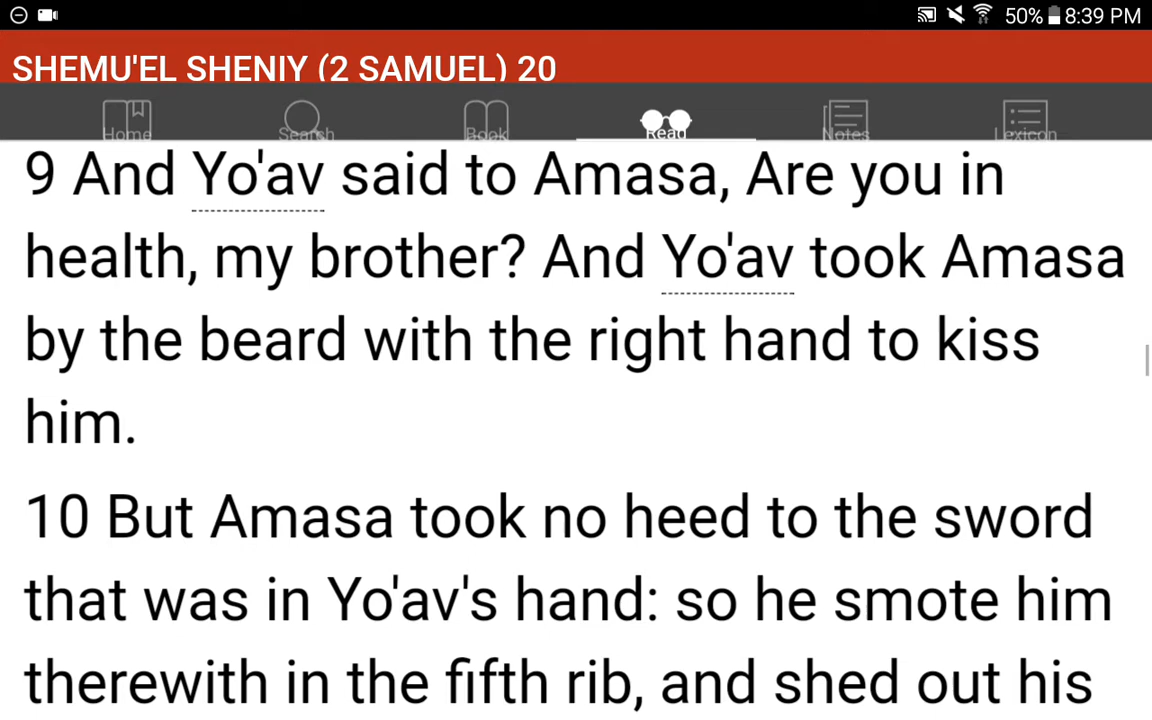 50% 8:39 PM
SHEMU'EL SHENIY (2 SAMUEL) 20
Home Search Book Read Notes Lexicon
9 And Yo'av said to Amasa, Are you in
health, my brother? And Yo'av took Amasa
by the beard with the right hand to kiss
him.
10 But Amasa took no heed to the sword
that was in Yo'av's hand: so he smote him
therewith in the fifth rib, and shed out his